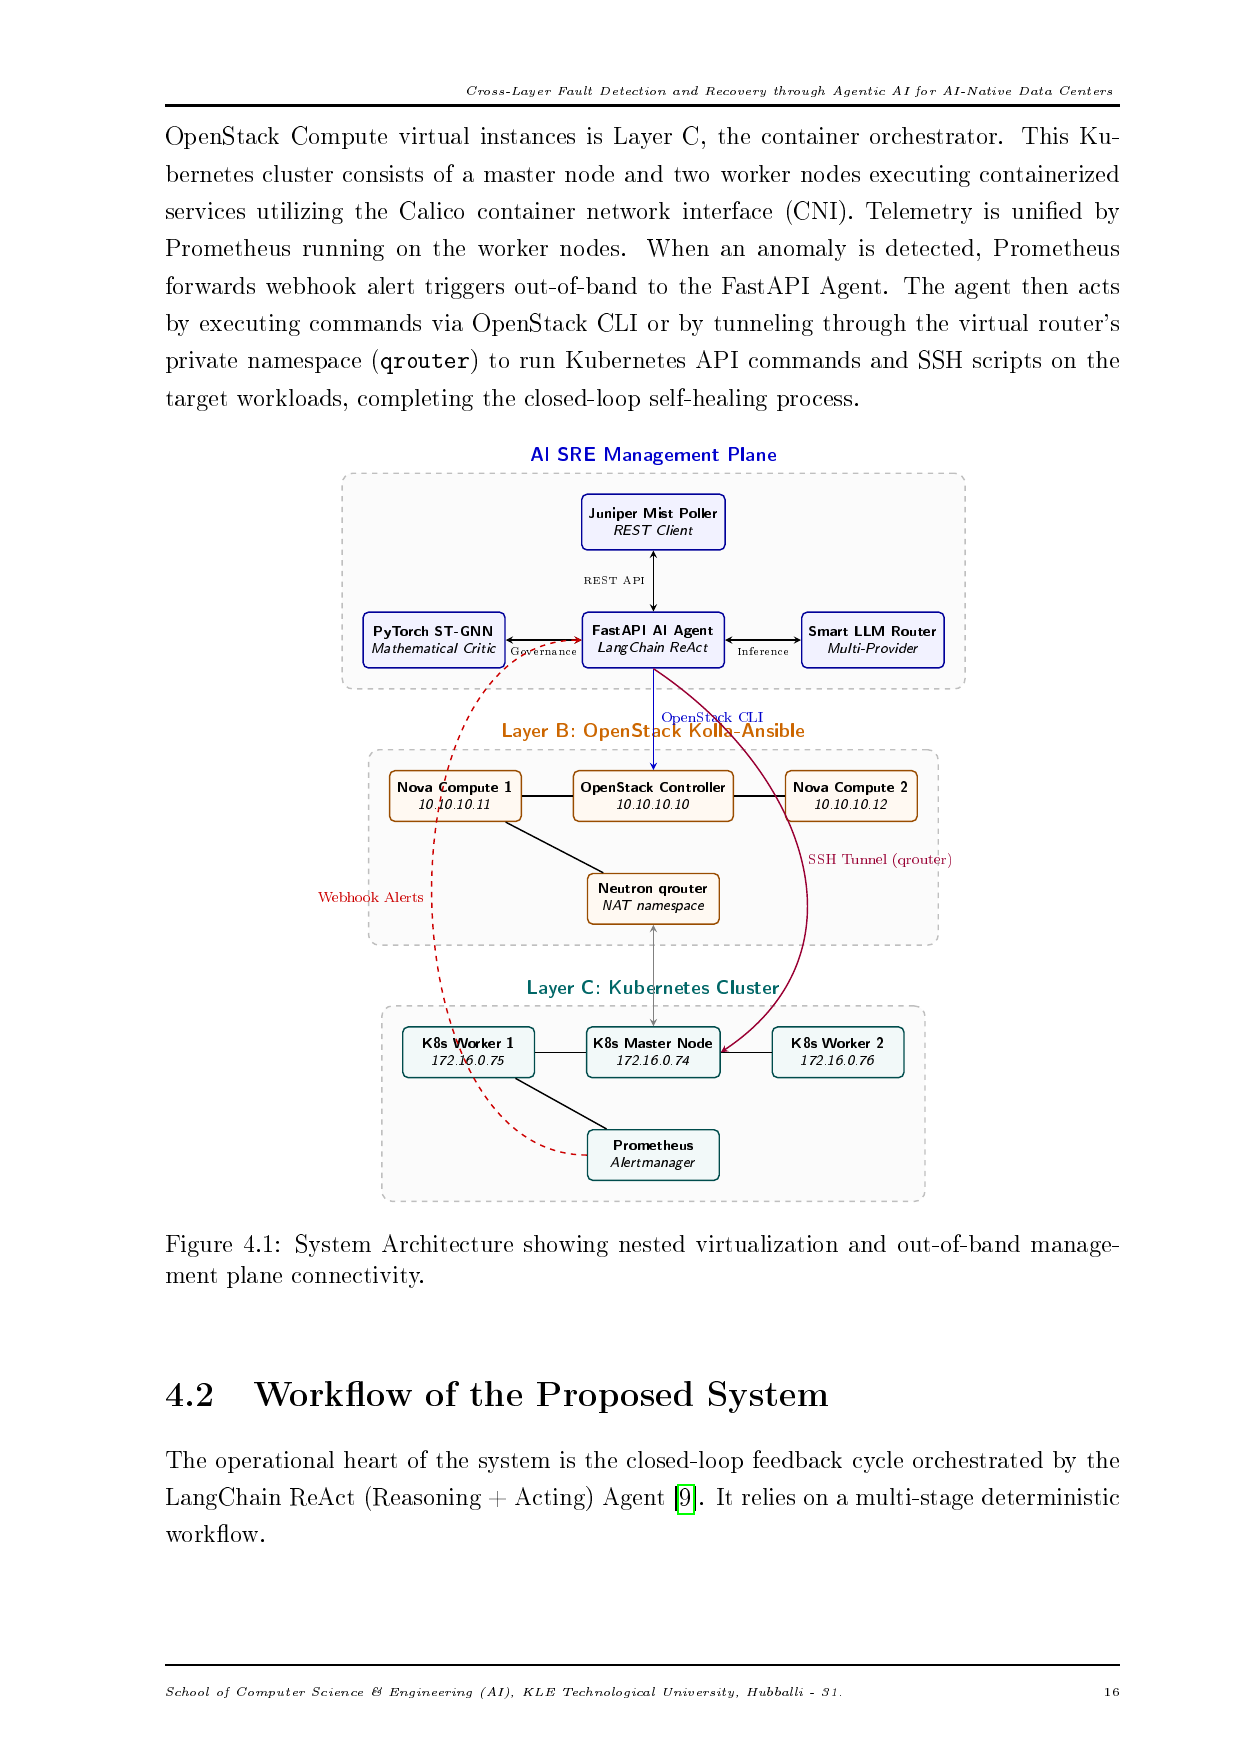 Cross-Layer Fault Detection and Recovery through Agentic AI for AI-Native Data Centers
OpenStack Compute virtual instances is Layer C, the container orchestrator. This Ku-
bernetes cluster consists of a master node and two worker nodes executing containerized
services utilizing the Calico container network interface (CNI). Telemetry is unified by
Prometheus running on the worker nodes. When an anomaly is detected, Prometheus
forwards webhook alert triggers out-of-band to the FastAPI Agent. The agent then acts
by executing commands via OpenStack CLI or by tunneling through the virtual router's
private namespace (qrouter) to run Kubernetes API commands and SSH scripts on the
target workloads, completing the closed-loop self-healing process.
AI SRE Management Plane
Juniper Mist Poller
REST Client
REST API
PyTorch ST-GNN
Mathematical Critic
Governance
FastAPI AI Agent
LangChain ReAct
Inference
Smart LLM Router
Multi-Provider
OpenStack CLI
Layer B: OpenStack Kolla-Ansible
Nova Compute 1
10.10.10.11
OpenStack Controller
10.10.10.10
Nova Compute 2
10.10.10.12
SSH Tunnel (qrouter)
Neutron qrouter
NAT namespace
Webhook Alerts
Layer C: Kubernetes Cluster
K8s Worker 1
172.16.0.75
K8s Master Node
172.16.0.74
K8s Worker 2
172.16.0.76
Prometheus
Alertmanager
Figure 4.1: System Architecture showing nested virtualization and out-of-band manage-
ment plane connectivity.
4.2 Workflow of the Proposed System
The operational heart of the system is the closed-loop feedback cycle orchestrated by the
LangChain ReAct (Reasoning + Acting) Agent [9]. It relies on a multi-stage deterministic
workflow.
School of Computer Science & Engineering (AI), KLE Technological University, Hubballi - 31.
16